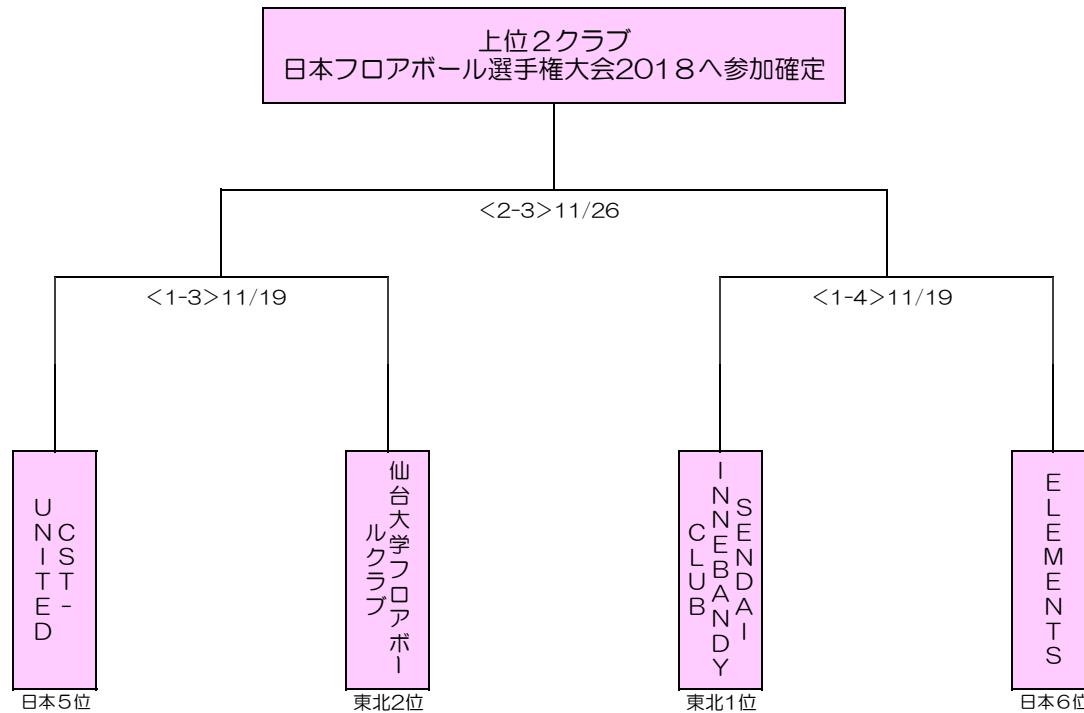 上位２クラブ
日本フロアボール選手権大会2018へ参加確定
<2-3>11/26
<1-3>11/19
<1-4>11/19
CST-
UNITED
仙台大学フロアボー
ルクラブ
SENDAI
INNEBANDY
CLUB
ELEMENTS
日本５位
東北2位
東北1位
日本６位